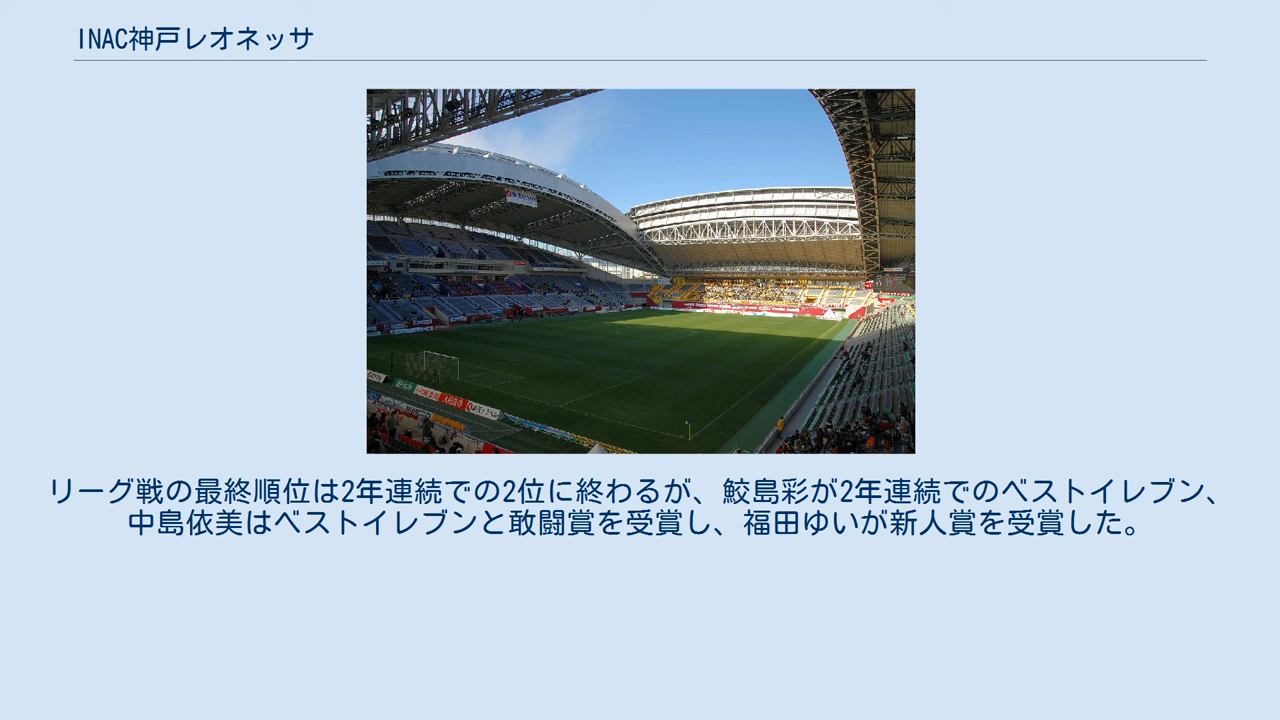 INAC神戸レオネッサ
リーグ戦の最終順位は2年連続での2位に終わるが、鮫島彩が2年連続でのベストイレブン、
中島依美はベストイレブンと敢闘賞を受賞し、福田ゆいが新人賞を受賞した。